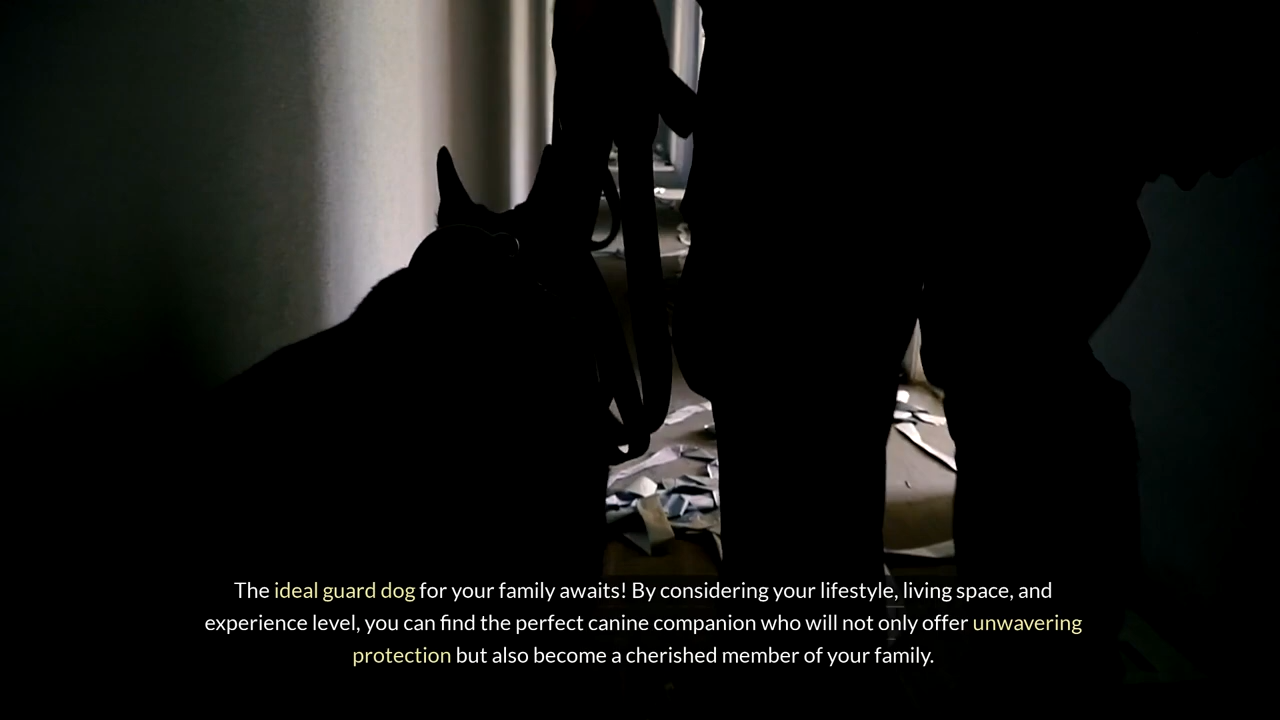 The ideal guard dog for your family awaits! By considering your lifestyle, living space, and
experience level, you can find the perfect canine companion who will not only offer unwavering
protection but also become a cherished member of your family.